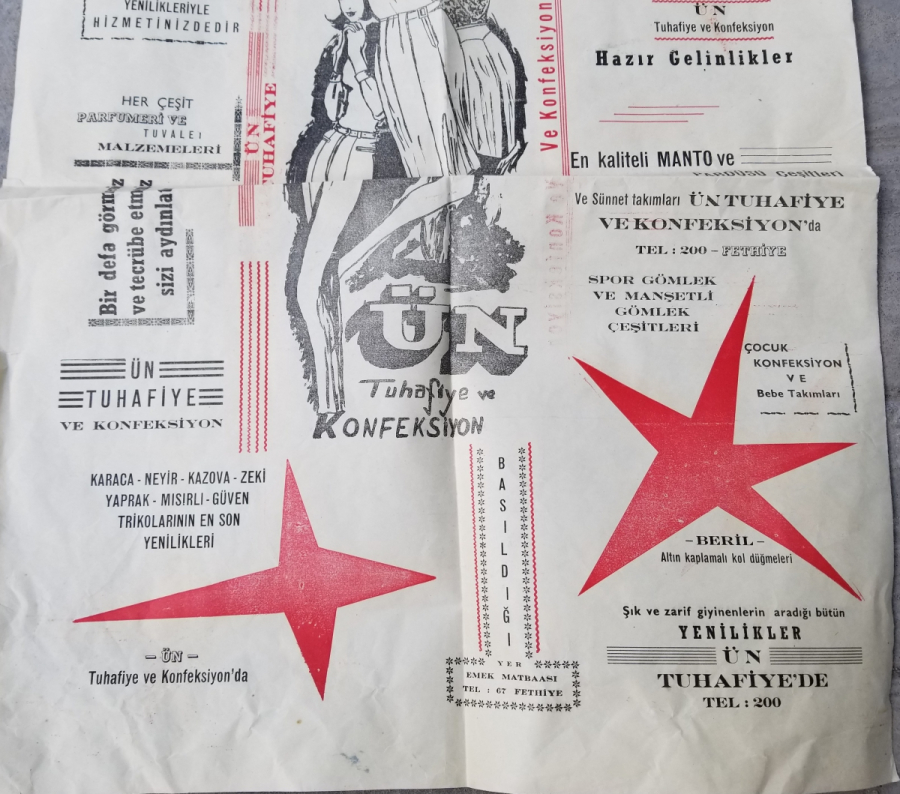 YENİLİKLERİYLE
HİZMETİNİZDEDİR
HER ÇEŞİT
PARFUMERİ VE
TUVALET
MALZEMELERİ
ÜN
TUHAFİYE
Ve Konfeksiyon
ÜN
Tuhafiye ve Konfeksiyon
Hazır Gelinlikler
En kaliteli MANTO ve
PARDÜSÜ Çeşitleri
Ve Sünnet takımları ÜN TUHAFİYE
VE KONFEKSİYON'da
TEL : 200 - FETHİYE
Bir defa görmez
ve tecrübe etmez
sizi aydınlat
ÜN
TUHAFİYE
VE KONFEKSİYON
ÜN
Tuhafiye ve
KONFEKSİYON
SPOR GÖMLEK
VE MANŞETLİ
GÖMLEK
ÇEŞİTLERİ
ÇOCUK
KONFEKSİYON
VE
Bebe Takımları
KARACA - NEYİR - KAZOVA - ZEKİ
YAPRAK - MISIRLI - GÜVEN
TRİKOLARININ EN SON
YENİLİKLERİ
- ÜN -
Tuhafiye ve Konfeksiyon'da
BASILDIĞI
YER
EMEK MATBAASI
TEL : 67 FETHİYE
- BERİL -
Altın kaplamalı kol düğmeleri
Şık ve zarif giyinenlerin aradığı bütün
YENİLİKLER
ÜN
TUHAFİYE'DE
TEL : 200